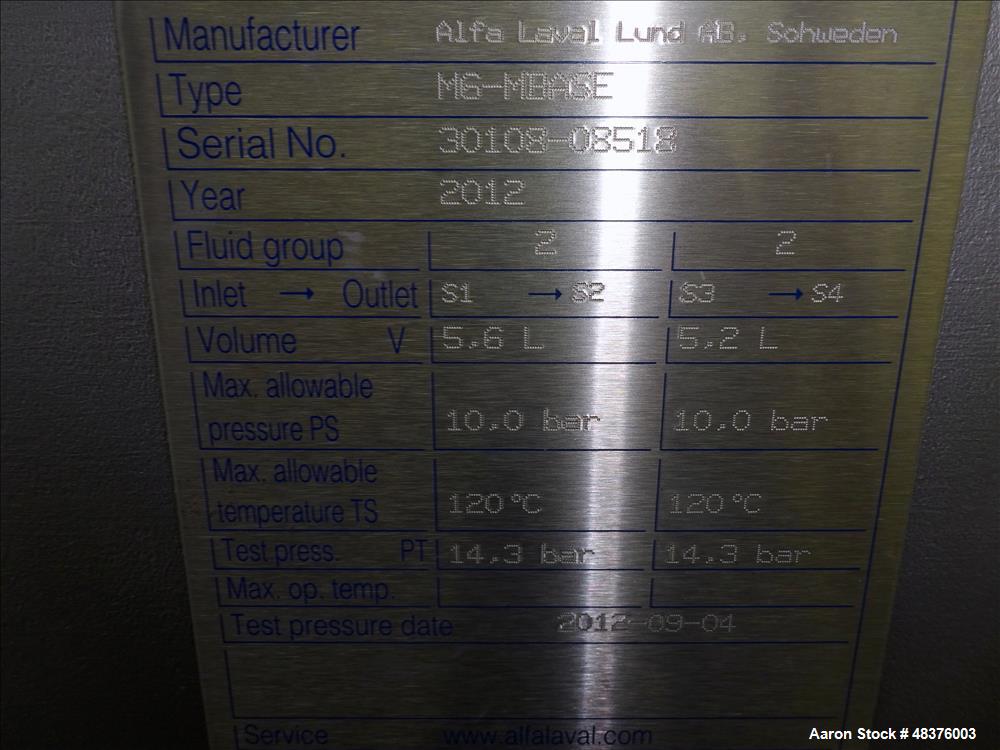 Manufacturer Alfa Laval Lund AB. Schweden
Type M6-MBASE
Serial No. 30108-08518
Year 2012
Fluid group 2 2
Inlet → Outlet S1 → S2 S3 → S4
Volume V 5.6 L 5.2 L
Max. allowable
pressure PS 10.0 bar 10.0 bar
Max. allowable
temperature TS 120 °C 120 °C
Test press. PT 14.3 bar 14.3 bar
Max. op. temp.
Test pressure date 2012-09-04
Service www.alfalaval.com
Aaron Stock # 48376003